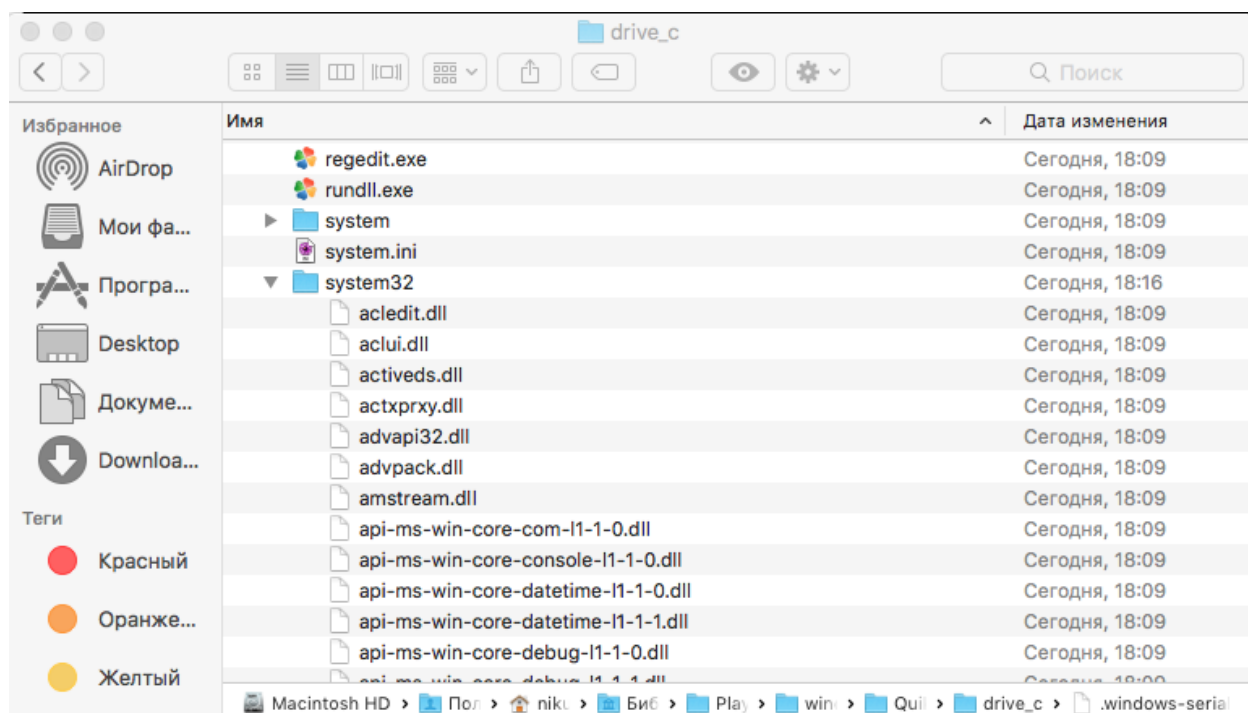 drive_c
Поиск
Избранное
AirDrop
Мои фа...
Програ...
Desktop
Докуме...
Downloa...
Теги
Красный
Оранже...
Желтый
Имя Дата изменения
regedit.exe Сегодня, 18:09
rundll.exe Сегодня, 18:09
system Сегодня, 18:09
system.ini Сегодня, 18:09
system32 Сегодня, 18:16
acledit.dll Сегодня, 18:09
aclui.dll Сегодня, 18:09
activeds.dll Сегодня, 18:09
actxprxy.dll Сегодня, 18:09
advapi32.dll Сегодня, 18:09
advpack.dll Сегодня, 18:09
amstream.dll Сегодня, 18:09
api-ms-win-core-com-l1-1-0.dll Сегодня, 18:09
api-ms-win-core-console-l1-1-0.dll Сегодня, 18:09
api-ms-win-core-datetime-l1-1-0.dll Сегодня, 18:09
api-ms-win-core-datetime-l1-1-1.dll Сегодня, 18:09
api-ms-win-core-debug-l1-1-0.dll Сегодня, 18:09
Macintosh HD › Пол › niku › Биб › Play › wine › Qui › drive_c › .windows-serial